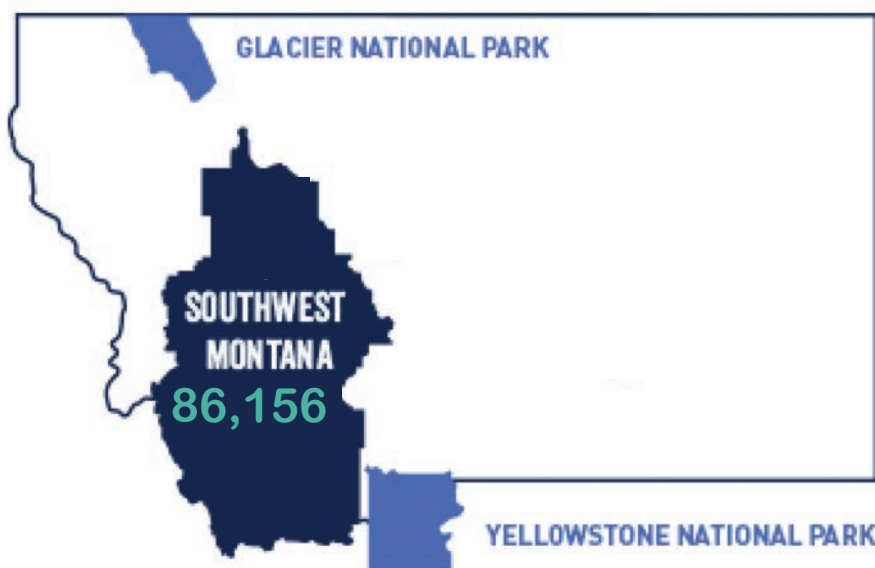 GLACIER NATIONAL PARK
SOUTHWEST
MONTANA
86,156
YELLOWSTONE NATIONAL PARK